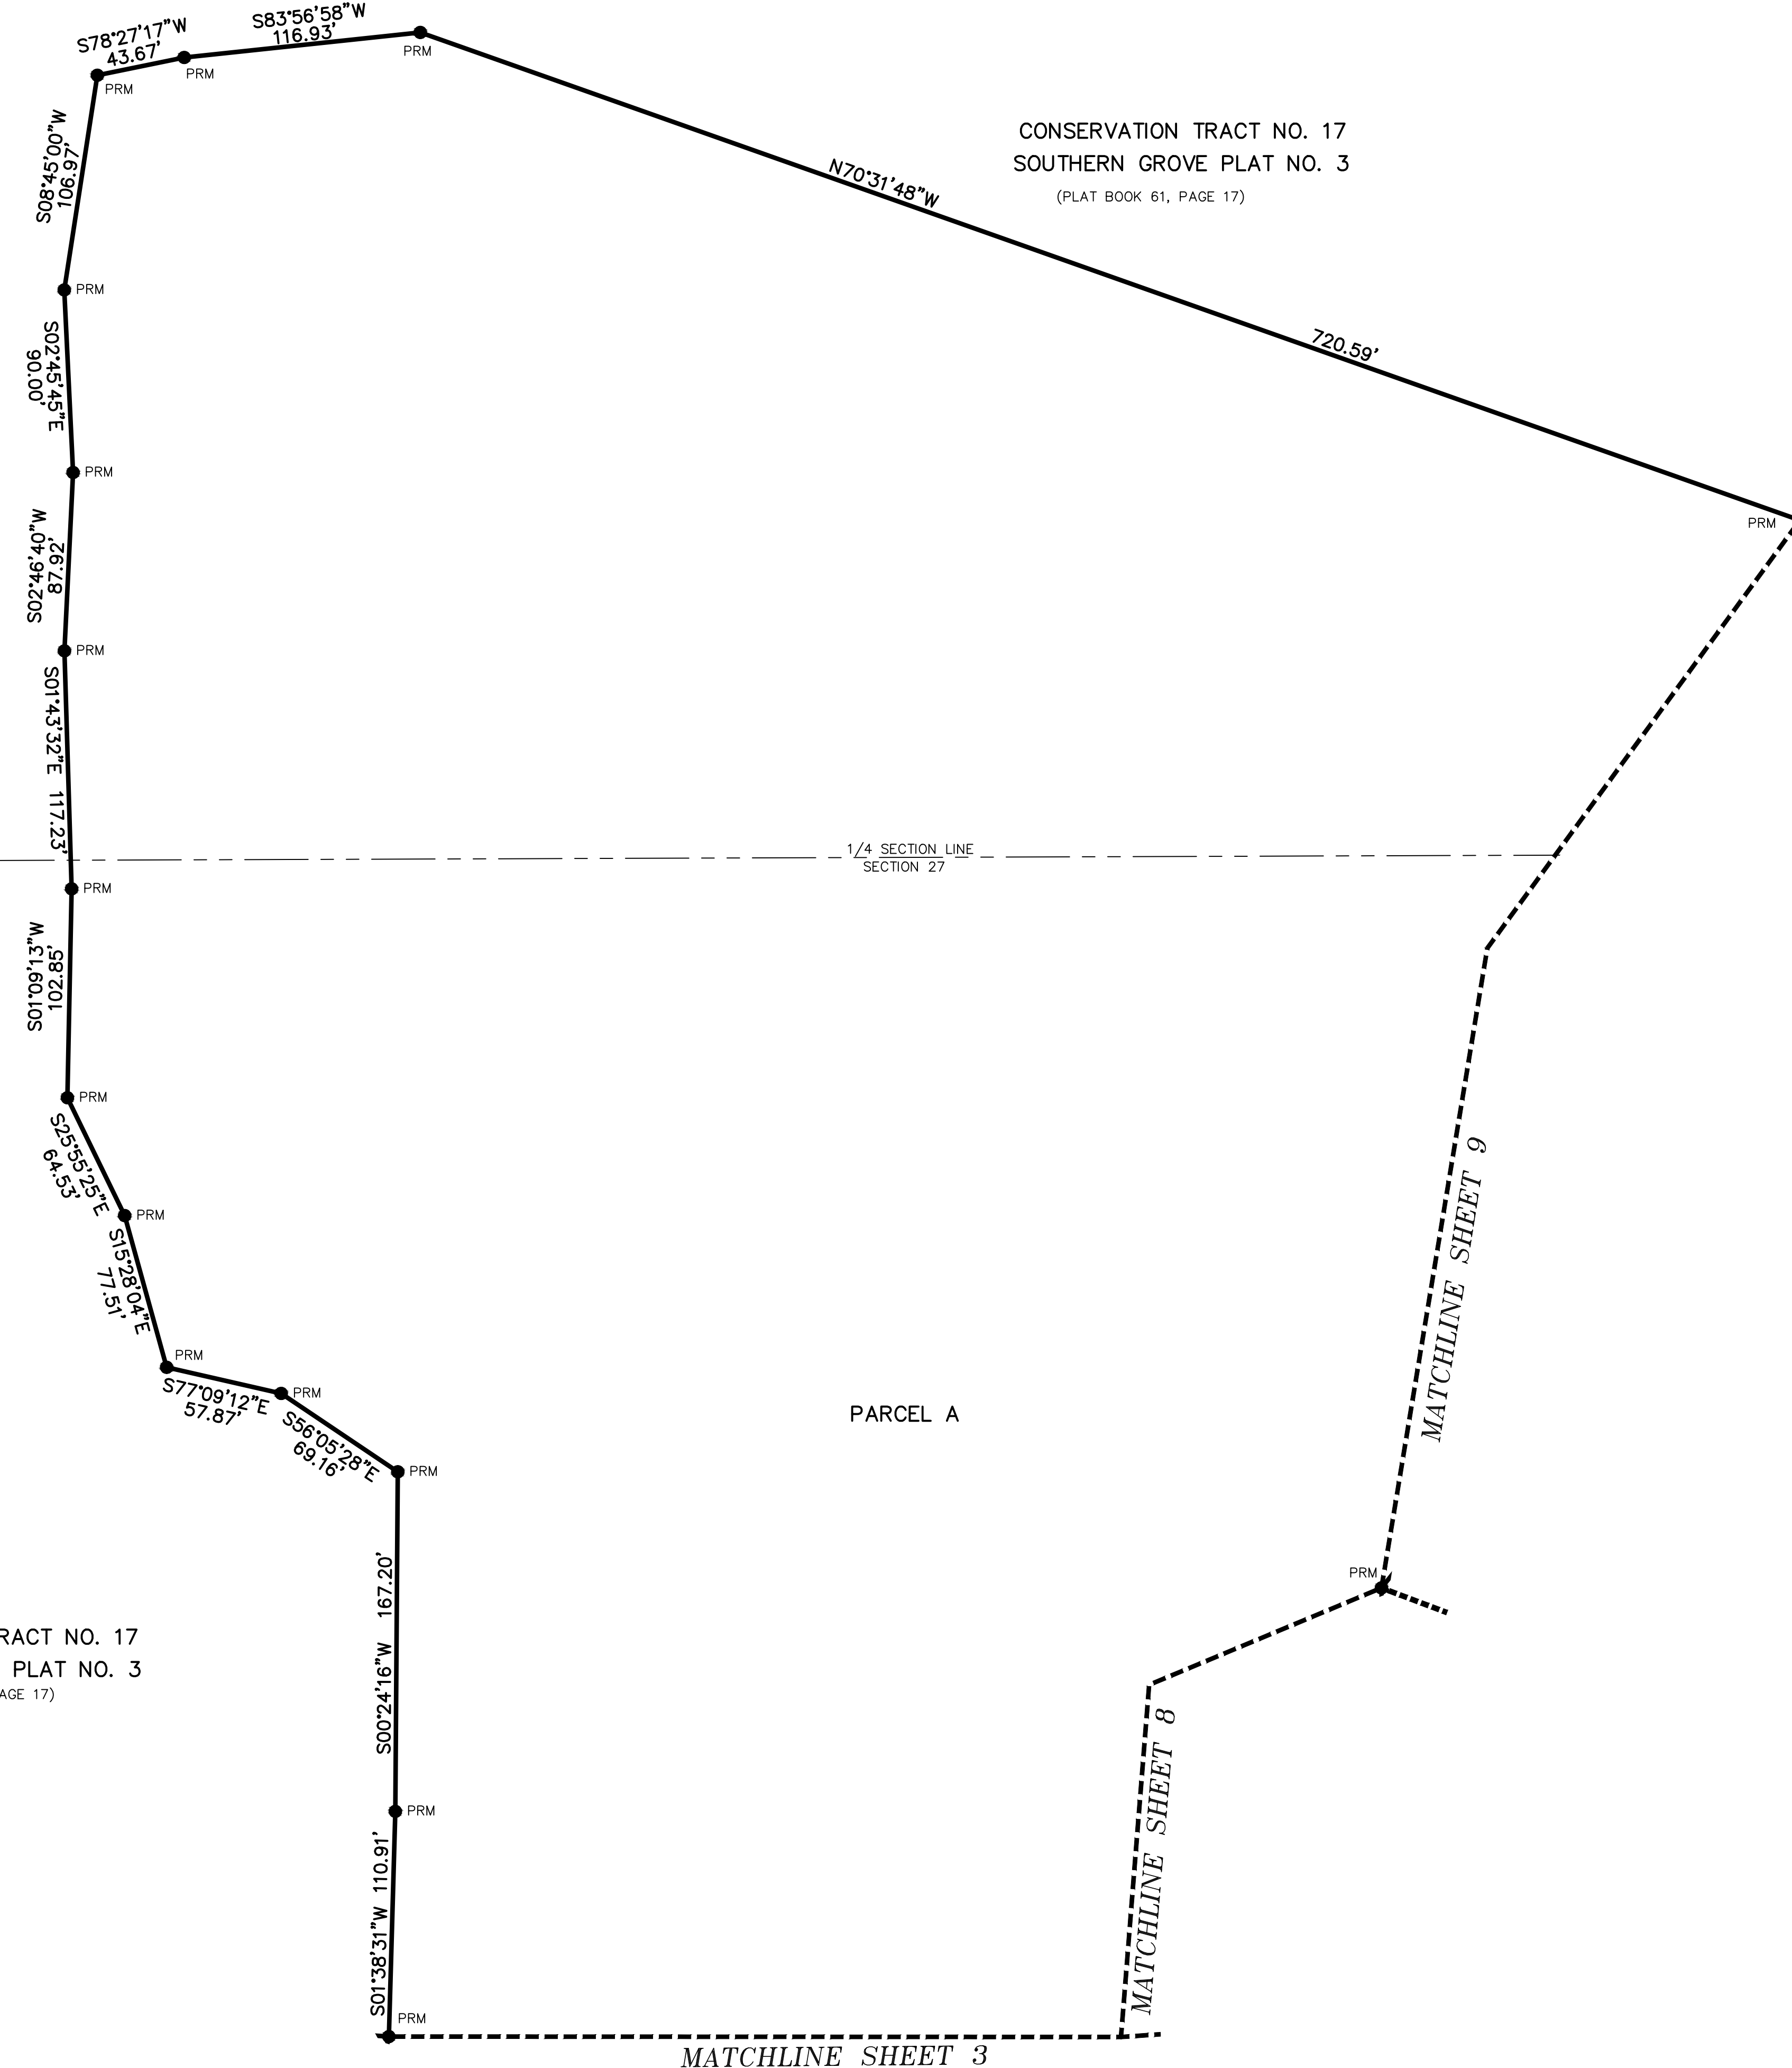 S83°56'58"W
116.93'
S78°27'17"W
43.67'
PRM
PRM
PRM
S08°45'00"W
106.97'
CONSERVATION TRACT NO. 17
SOUTHERN GROVE PLAT NO. 3
(PLAT BOOK 61, PAGE 17)
N70°31'48"W
720.59'
PRM
PRM
S02°45'45"E
90.00'
PRM
S02°46'40"W
87.92'
PRM
S01°43'32"E 117.23'
1/4 SECTION LINE
SECTION 27
PRM
S01°09'13"W
102.85'
PRM
S25°55'25"E
64.53'
PRM
S15°28'04"E
77.51'
MATCHLINE SHEET 9
PRM
S77°09'12"E
57.87'
PRM
S56°05'28"E
69.16'
PARCEL A
PRM
S00°24'16"W 167.20'
PRM
RACT NO. 17
PLAT NO. 3
AGE 17)
MATCHLINE SHEET 8
PRM
S01°38'31"W 110.91'
PRM
MATCHLINE SHEET 3